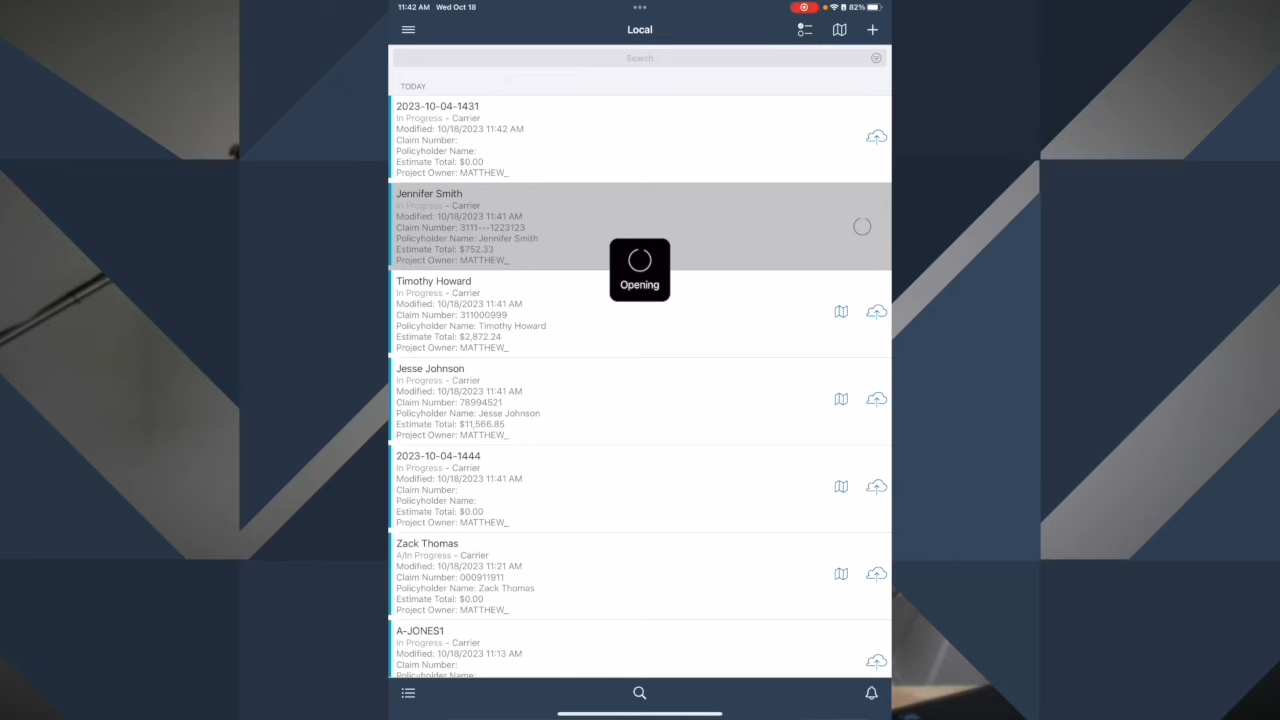 11:42 AM Wed Oct 18
82%
Local
Search
TODAY
2023-10-04-1431
In Progress - Carrier
Modified: 10/18/2023 11:42 AM
Claim Number:
Policyholder Name:
Estimate Total: $0.00
Project Owner: MATTHEW_
Jennifer Smith
In Progress - Carrier
Modified: 10/18/2023 11:41 AM
Claim Number: 3111---1223123
Policyholder Name: Jennifer Smith
Estimate Total: $752.33
Project Owner: MATTHEW_
Opening
Timothy Howard
In Progress - Carrier
Modified: 10/18/2023 11:41 AM
Claim Number: 311000999
Policyholder Name: Timothy Howard
Estimate Total: $2,872.24
Project Owner: MATTHEW_
Jesse Johnson
In Progress - Carrier
Modified: 10/18/2023 11:41 AM
Claim Number: 78994521
Policyholder Name: Jesse Johnson
Estimate Total: $11,566.85
Project Owner: MATTHEW_
2023-10-04-1444
In Progress - Carrier
Modified: 10/18/2023 11:41 AM
Claim Number:
Policyholder Name:
Estimate Total: $0.00
Project Owner: MATTHEW_
Zack Thomas
A/In Progress - Carrier
Modified: 10/18/2023 11:21 AM
Claim Number: 000911911
Policyholder Name: Zack Thomas
Estimate Total: $0.00
Project Owner: MATTHEW_
A-JONES1
In Progress - Carrier
Modified: 10/18/2023 11:13 AM
Claim Number:
Policyholder Name: